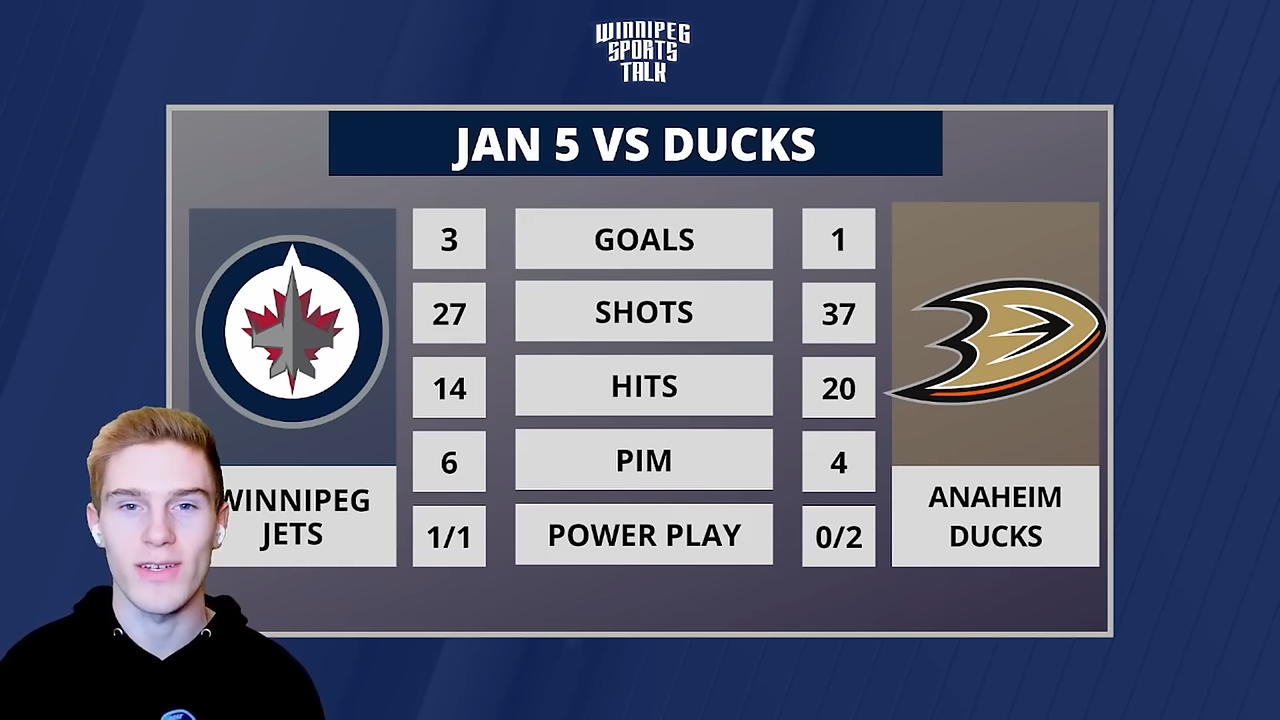 WINNIPEG
SPORTS
TALK
JAN 5 VS DUCKS
3 GOALS 1
27 SHOTS 37
14 HITS 20
6 PIM 4
1/1 POWER PLAY 0/2
WINNIPEG
JETS
ANAHEIM
DUCKS